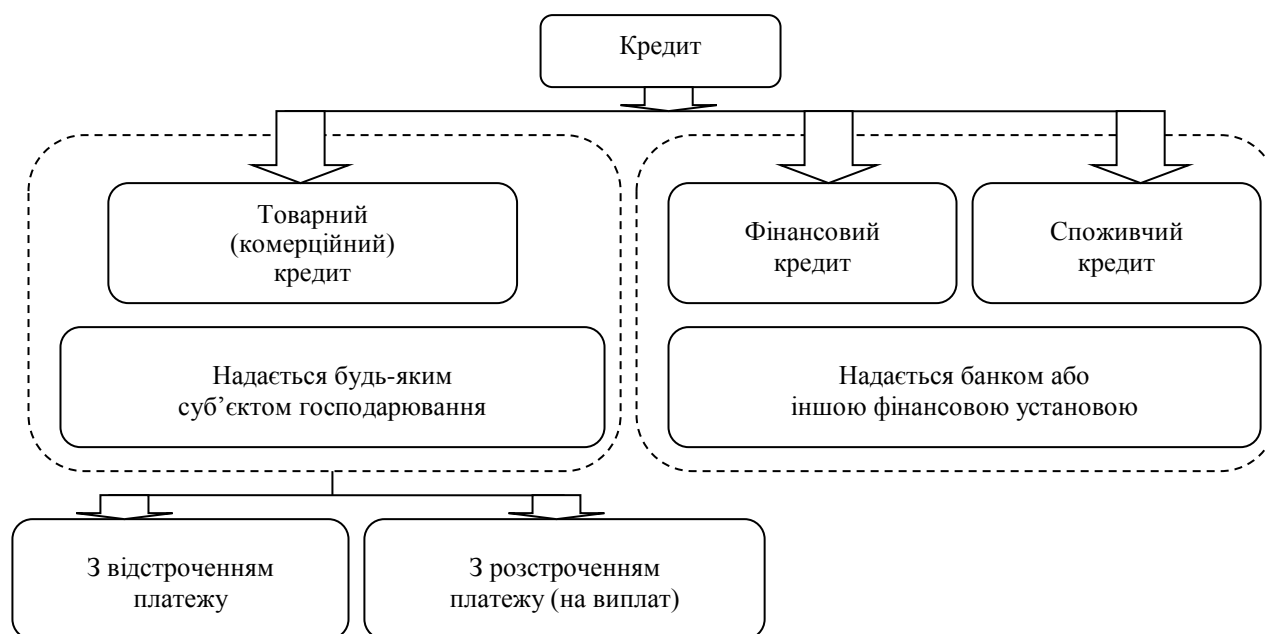 Кредит
Товарний
(комерційний)
кредит
Фінансовий
кредит
Споживчий
кредит
Надається будь-яким
суб’єктом господарювання
Надається банком або
іншою фінансовою установою
З відстроченням
платежу
З розстроченням
платежу (на виплат)